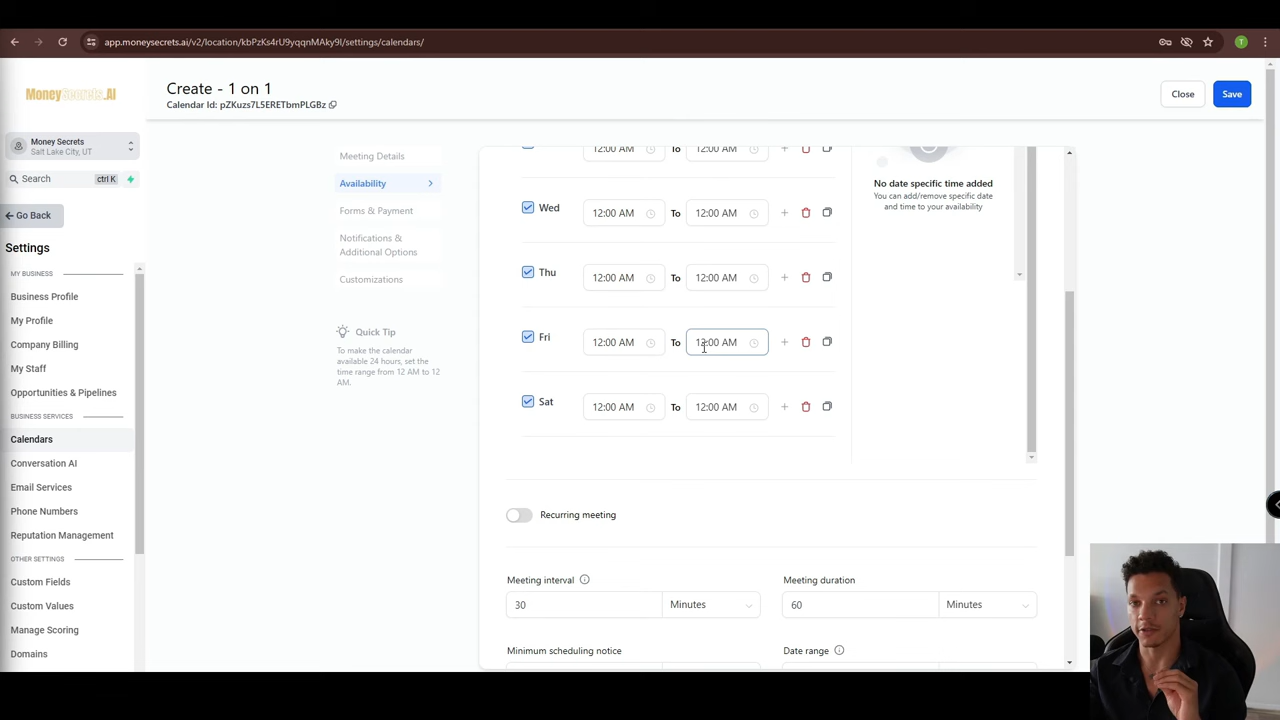 app.moneysecrets.ai/v2/location/kbPzKs4rU9yqqnMAky9I/settings/calendars/
T
MoneySecrets.AI
Create - 1 on 1
Calendar Id: pZKuzs7L5ERETbmPLGBz
Close
Save
Money Secrets
Salt Lake City, UT
Search
ctrl K
Go Back
Settings
MY BUSINESS
Business Profile
My Profile
Company Billing
My Staff
Opportunities & Pipelines
BUSINESS SERVICES
Calendars
Conversation AI
Email Services
Phone Numbers
Reputation Management
OTHER SETTINGS
Custom Fields
Custom Values
Manage Scoring
Domains
Meeting Details
Availability
Forms & Payment
Notifications &
Additional Options
Customizations
Quick Tip
To make the calendar
available 24 hours, set the
time range from 12 AM to 12
AM.
12:00 AM To 12:00 AM
Wed 12:00 AM To 12:00 AM
Thu 12:00 AM To 12:00 AM
Fri 12:00 AM To 12:00 AM
Sat 12:00 AM To 12:00 AM
No date specific time added
You can add/remove specific date
and time to your availability
Recurring meeting
Meeting interval
30 Minutes
Meeting duration
60 Minutes
Minimum scheduling notice
Date range